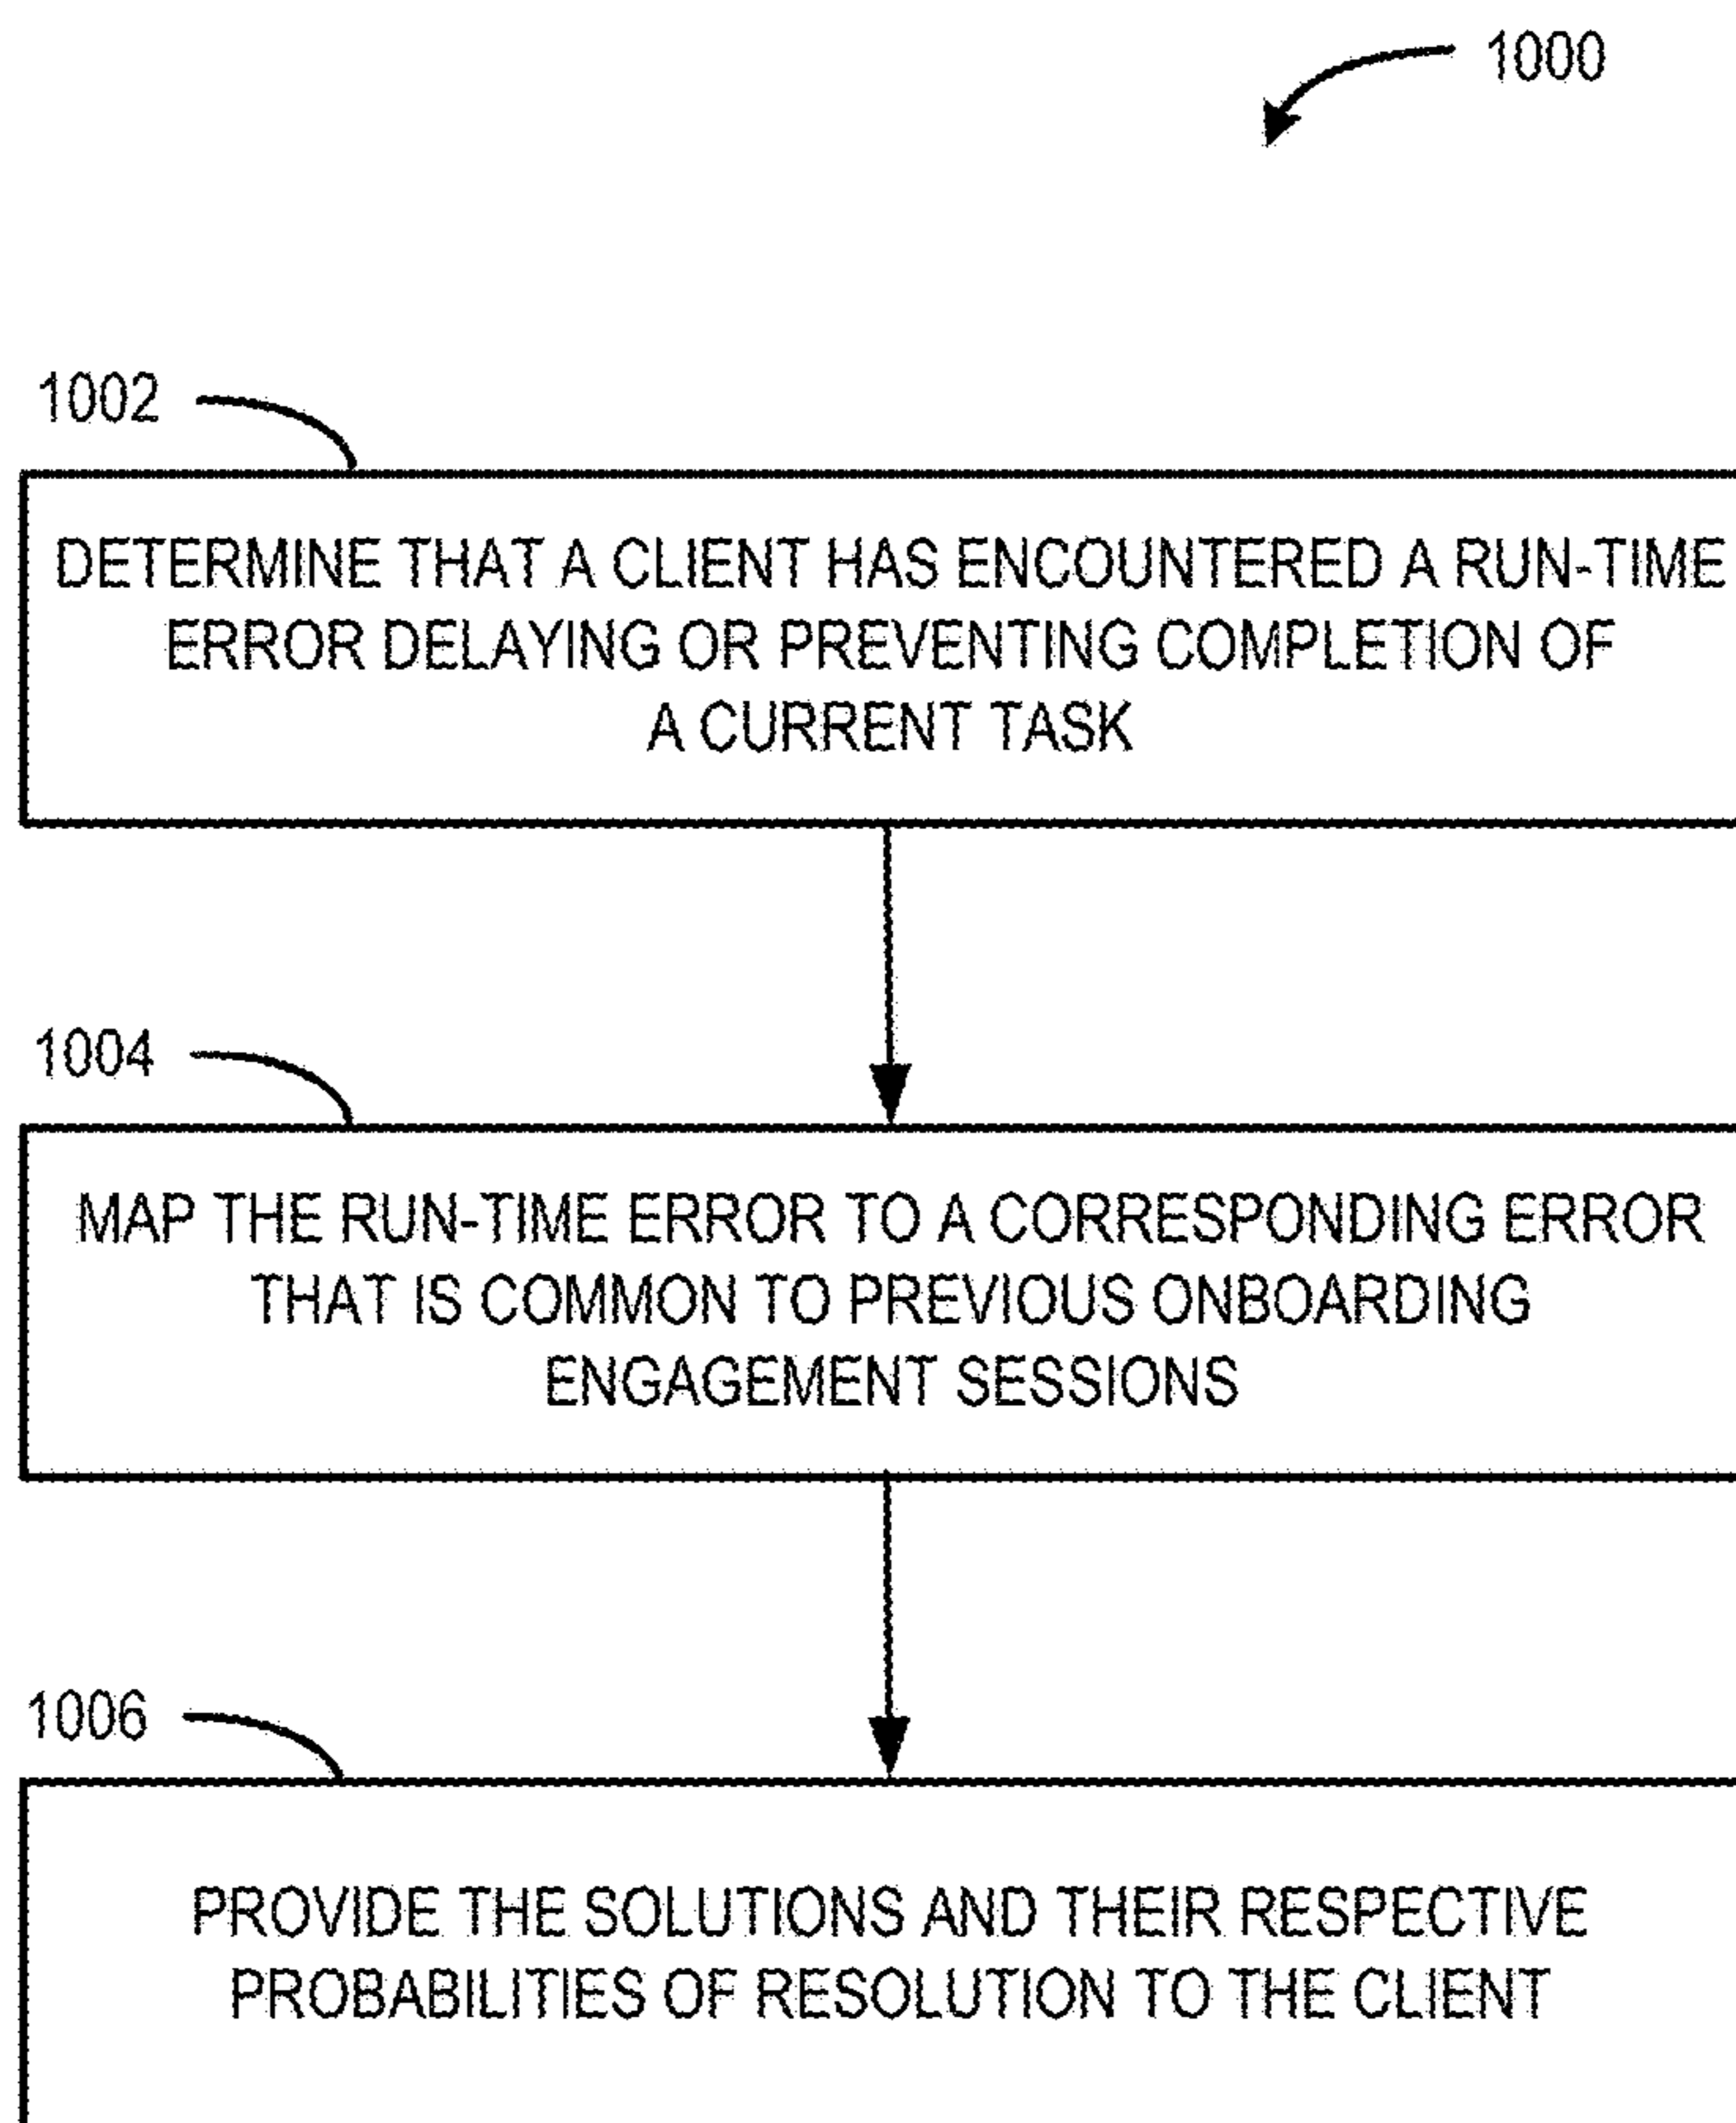 1000
1002
DETERMINE THAT A CLIENT HAS ENCOUNTERED A RUN-TIME
ERROR DELAYING OR PREVENTING COMPLETION OF
A CURRENT TASK
1004
MAP THE RUN-TIME ERROR TO A CORRESPONDING ERROR
THAT IS COMMON TO PREVIOUS ONBOARDING
ENGAGEMENT SESSIONS
1006
PROVIDE THE SOLUTIONS AND THEIR RESPECTIVE
PROBABILITIES OF RESOLUTION TO THE CLIENT